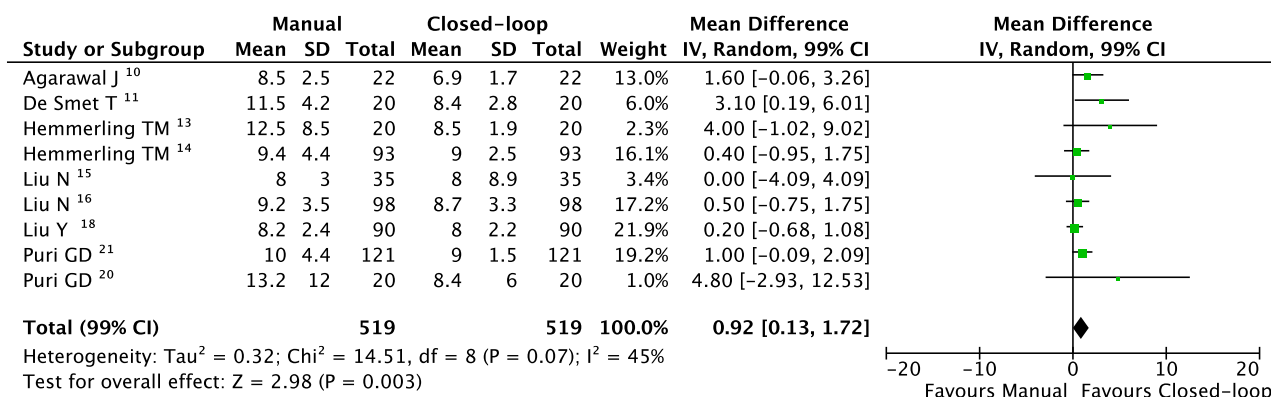 Manual Closed-loop Mean Difference Mean Difference
Study or Subgroup Mean SD Total Mean SD Total Weight IV, Random, 99% CI IV, Random, 99% CI
Agarawal J 10 8.5 2.5 22 6.9 1.7 22 13.0% 1.60 [-0.06, 3.26]
De Smet T 11 11.5 4.2 20 8.4 2.8 20 6.0% 3.10 [0.19, 6.01]
Hemmerling TM 13 12.5 8.5 20 8.5 1.9 20 2.3% 4.00 [-1.02, 9.02]
Hemmerling TM 14 9.4 4.4 93 9 2.5 93 16.1% 0.40 [-0.95, 1.75]
Liu N 15 8 3 35 8 8.9 35 3.4% 0.00 [-4.09, 4.09]
Liu N 16 9.2 3.5 98 8.7 3.3 98 17.2% 0.50 [-0.75, 1.75]
Liu Y 18 8.2 2.4 90 8 2.2 90 21.9% 0.20 [-0.68, 1.08]
Puri GD 21 10 4.4 121 9 1.5 121 19.2% 1.00 [-0.09, 2.09]
Puri GD 20 13.2 12 20 8.4 6 20 1.0% 4.80 [-2.93, 12.53]
Total (99% CI) 519 519 100.0% 0.92 [0.13, 1.72]
Heterogeneity: Tau² = 0.32; Chi² = 14.51, df = 8 (P = 0.07); I² = 45%
Test for overall effect: Z = 2.98 (P = 0.003)
-20 -10 0 10 20
Favours Manual Favours Closed-loop